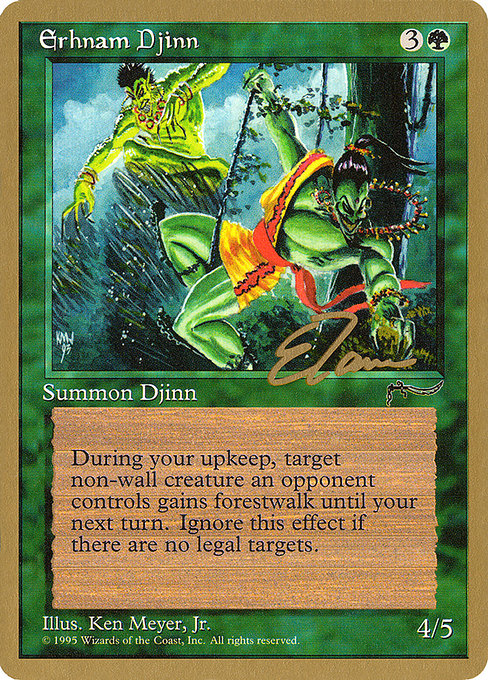 Erhnam Djinn 3
KMJr
95
Summon Djinn
During your upkeep, target
non-wall creature an opponent
controls gains forestwalk until your
next turn. Ignore this effect if
there are no legal targets.
Illus. Ken Meyer, Jr.
4/5
© 1995 Wizards of the Coast, Inc. All rights reserved.